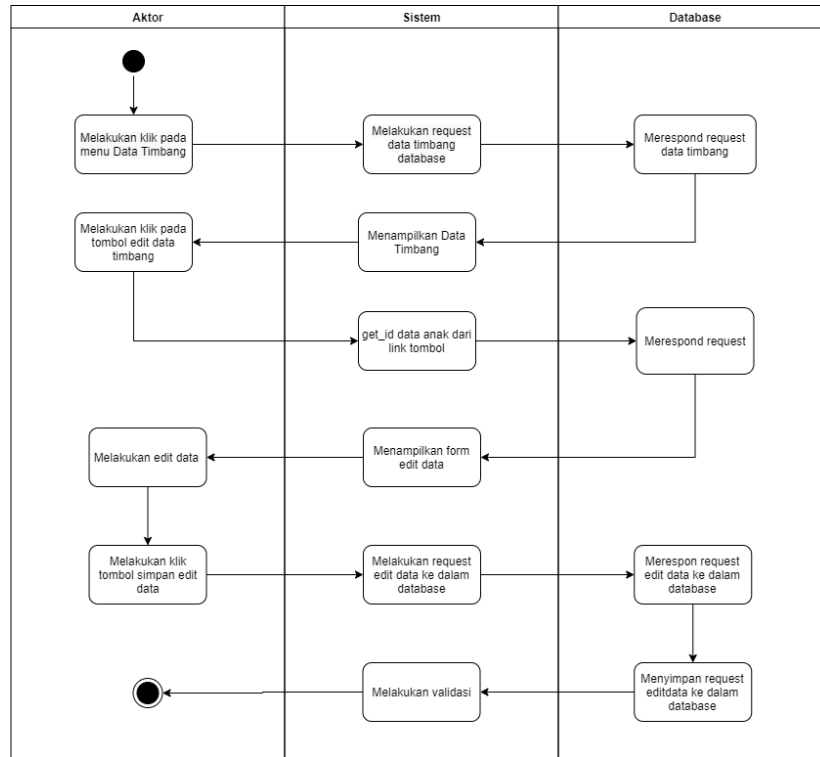 Aktor
Sistem
Database
Melakukan klik pada
menu Data Timbang
Melakukan request
data timbang
database
Merespond request
data timbang
Melakukan klik pada
tombol edit data
timbang
Menampilkan Data
Timbang
get_id data anak dari
link tombol
Merespond request
Melakukan edit data
Menampilkan form
edit data
Melakukan klik
tombol simpan edit
data
Melakukan request
edit data ke dalam
database
Merespon request
edit data ke dalam
database
Melakukan validasi
Menyimpan request
editdata ke dalam
database